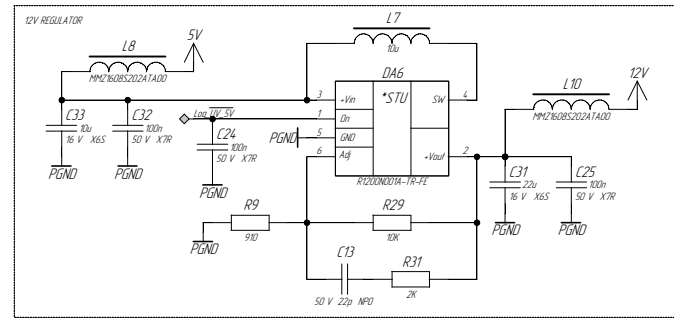 12V REGULATOR
L7
10u
L8
MMZ1608S202ATA00
5V
DA6
*STU
3
+Vin
SW
4
1
On
5
GND
6
Adj
+Vout
2
R1200N001A-TR-FE
L10
MMZ1608S202ATA00
12V
C33
10u
16 V X6S
PGND
C32
100n
50 V X7R
PGND
Log_UV_5V
C24
100n
50 V X7R
PGND
PGND
C31
22u
16 V X6S
PGND
C25
100n
50 V X7R
PGND
R9
910
PGND
R29
10K
C13
50 V 22p NP0
R31
2K